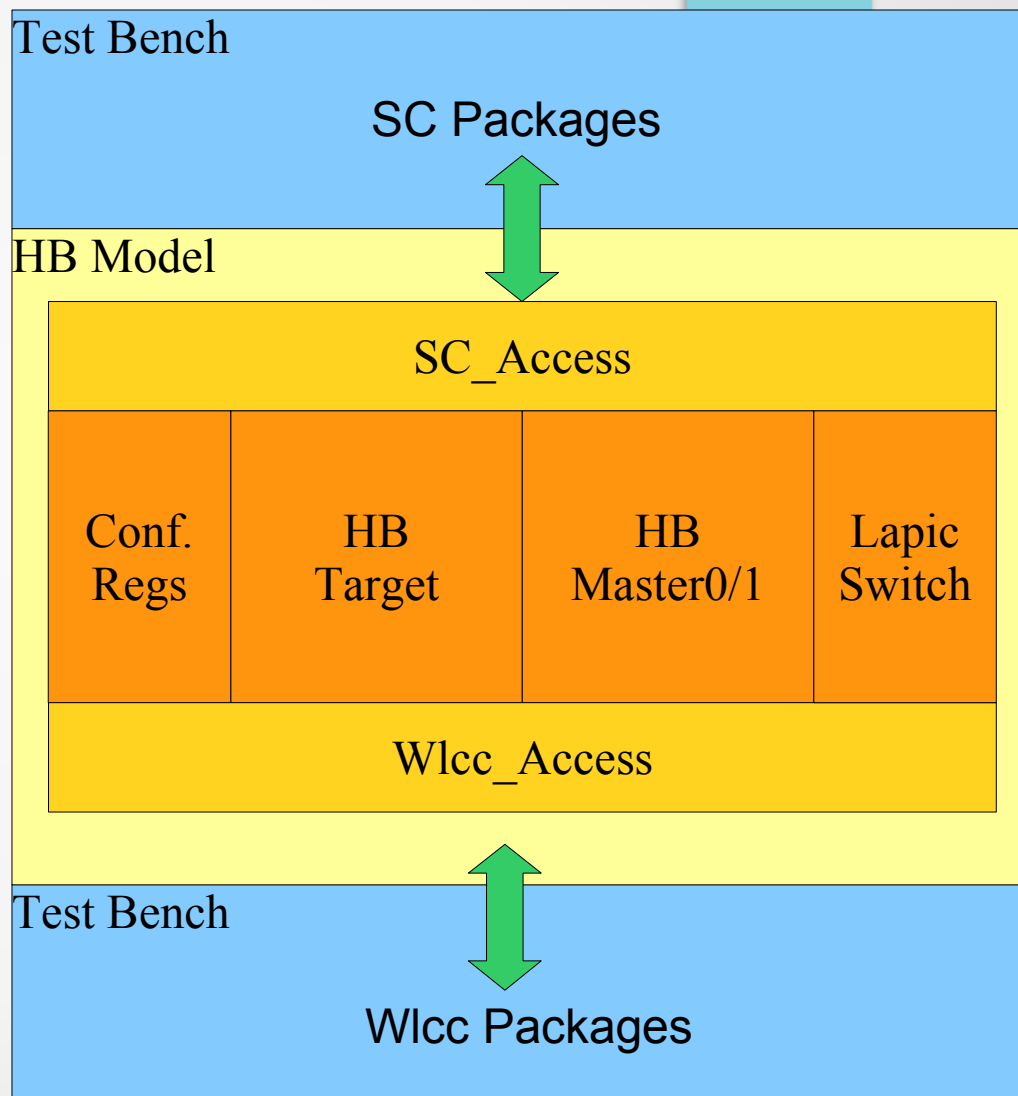 Test Bench
SC Packages
HB Model
SC_Access
Conf.
Regs
HB
Target
HB
Master0/1
Lapic
Switch
Wlcc_Access
Test Bench
Wlcc Packages